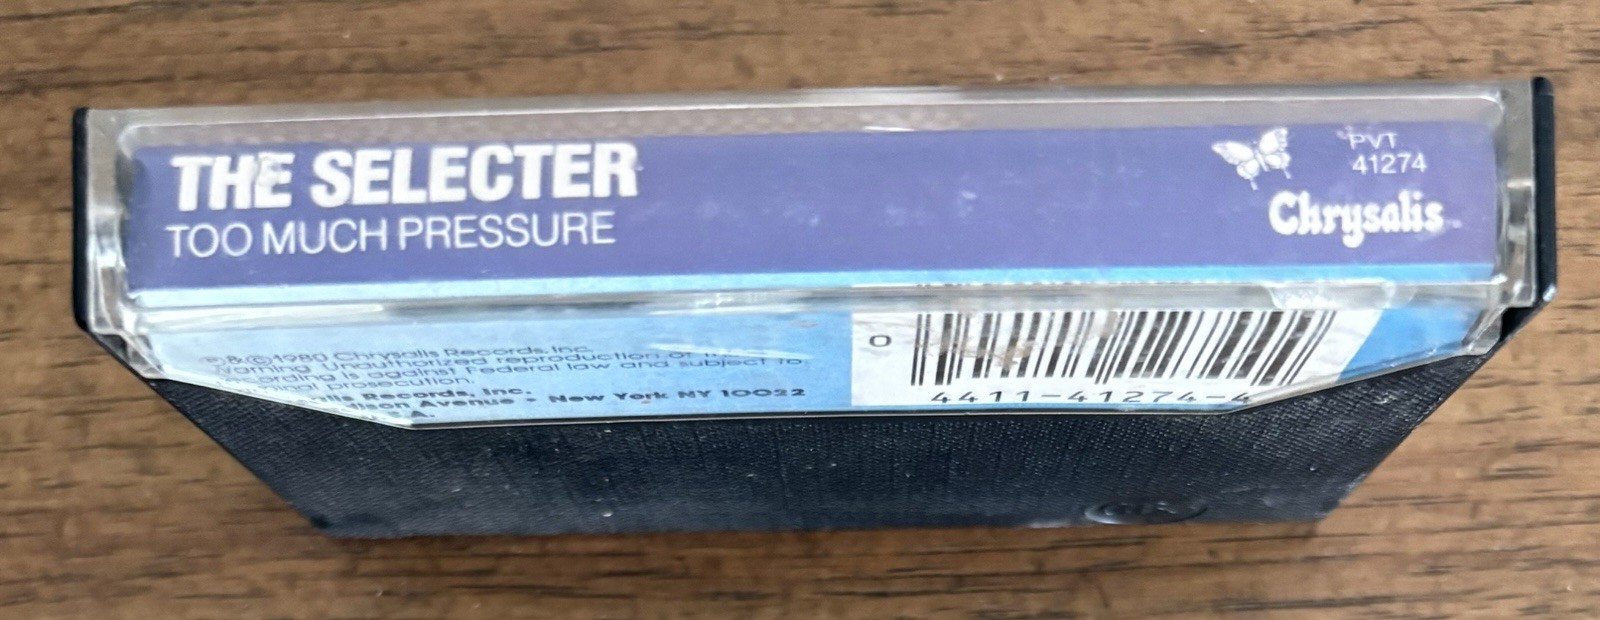 THE SELECTER
TOO MUCH PRESSURE
PVT
41274
Chrysalis
℗ & © 1980 Chrysalis Records, Inc.
Warning Unauthorized reproduction of
is against Federal law and subject to
prosecution.
Records, Inc.
Avenue - New York NY 10022
0
4411-41274-4